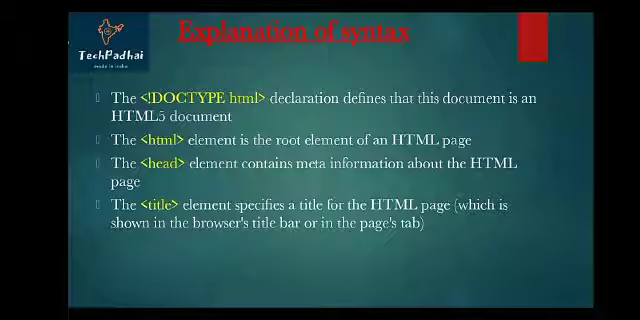 TechPadhai
made in india
Explanation of syntax
The <!DOCTYPE html> declaration defines that this document is an
HTML5 document
The <html> element is the root element of an HTML page
The <head> element contains meta information about the HTML
page
The <title> element specifies a title for the HTML page (which is
shown in the browser's title bar or in the page's tab)